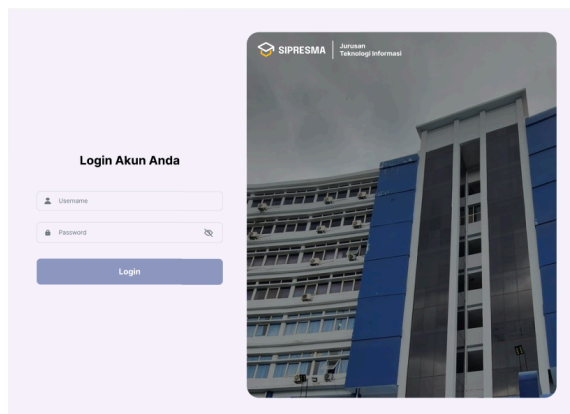 SIPRESMA
Jurusan
Teknologi Informasi
Login Akun Anda
Username
Password
Login